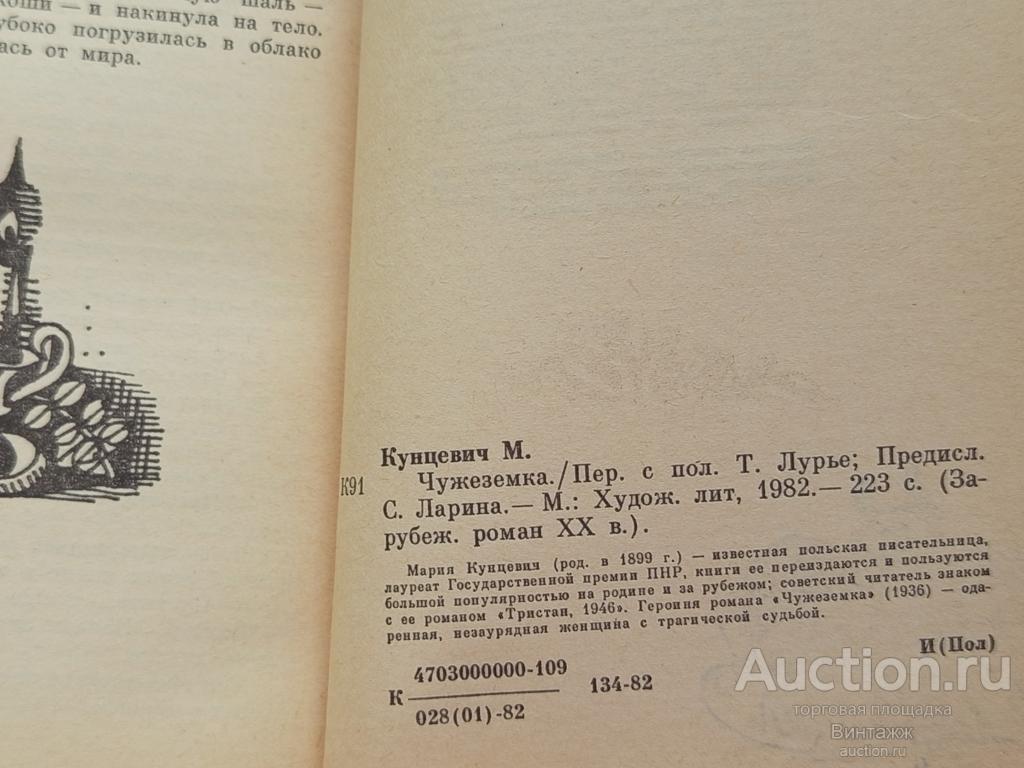 шаль —
коши — и накинула на тело.
убоко погрузилась в облако
ась от мира.
Кунцевич М.
К91
Чужеземка./Пер. с пол. Т. Лурье; Предисл.
С. Ларина.— М.: Худож. лит, 1982.— 223 с. (За-
рубеж. роман XX в.).
Мария Кунцевич (род. в 1899 г.) — известная польская писательница,
лауреат Государственной премии ПНР, книги ее переиздаются и пользуются
большой популярностью на родине и за рубежом; советский читатель знаком
с ее романом «Тристан, 1946». Героиня романа «Чужеземка» (1936) — ода-
ренная, незаурядная женщина с трагической судьбой.
К 4703000000-109
028(01)-82
134-82
И(Пол)
Auction.ru
торговая площадка
Винтажж
auction.ru